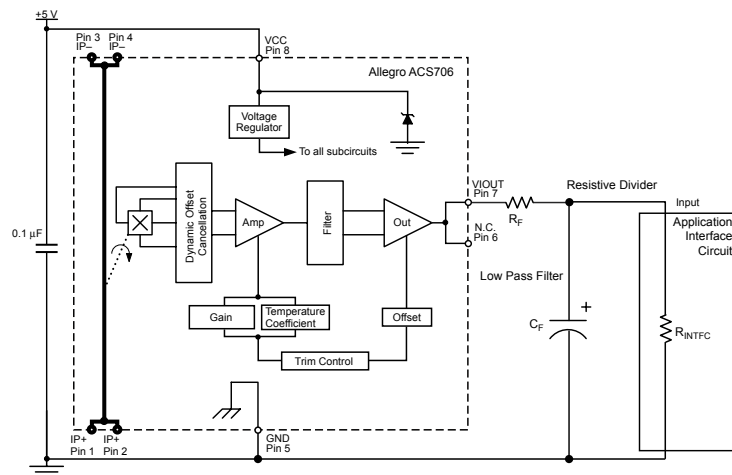 +5 V
Pin 3 Pin 4
IP– IP–
VCC
Pin 8
Allegro ACS706
Voltage
Regulator
To all subcircuits
VIOUT
Pin 7
Resistive Divider
RF
Input
N.C.
Pin 6
Application
Interface
Circuit
Dynamic Offset
Cancellation
Amp
Filter
Out
0.1 µF
Low Pass Filter
+
CF
RINTFC
Gain
Temperature
Coefficient
Offset
Trim Control
IP+ IP+
Pin 1 Pin 2
GND
Pin 5